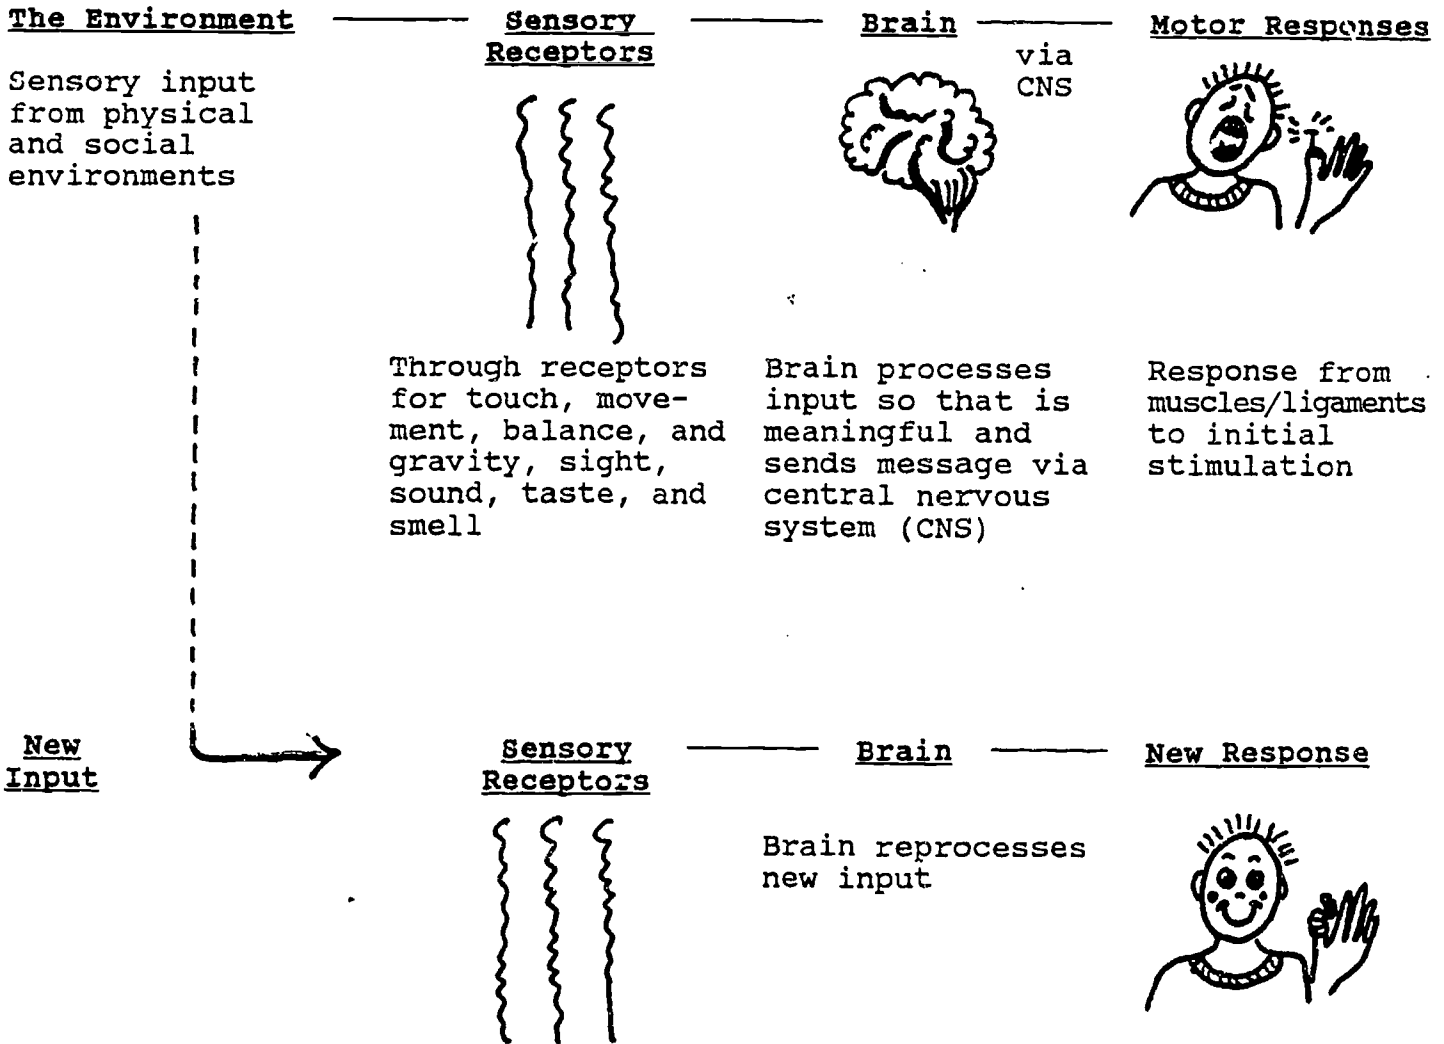 The Environment
Sensory input
from physical
and social
environments
Sensory
Receptors
Through receptors
for touch, move-
ment, balance, and
gravity, sight,
sound, taste, and
smell
Brain
via
CNS
Brain processes
input so that is
meaningful and
sends message via
central nervous
system (CNS)
Motor Responses
Response from
muscles/ligaments
to initial
stimulation
New
Input
Sensory
Receptors
Brain
Brain reprocesses
new input
New Response